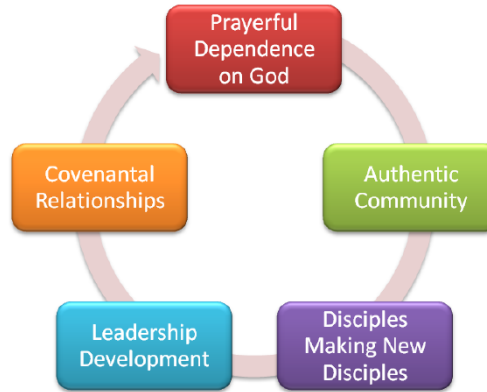 Prayerful
Dependence
on God
Authentic
Community
Disciples
Making New
Disciples
Leadership
Development
Covenantal
Relationships